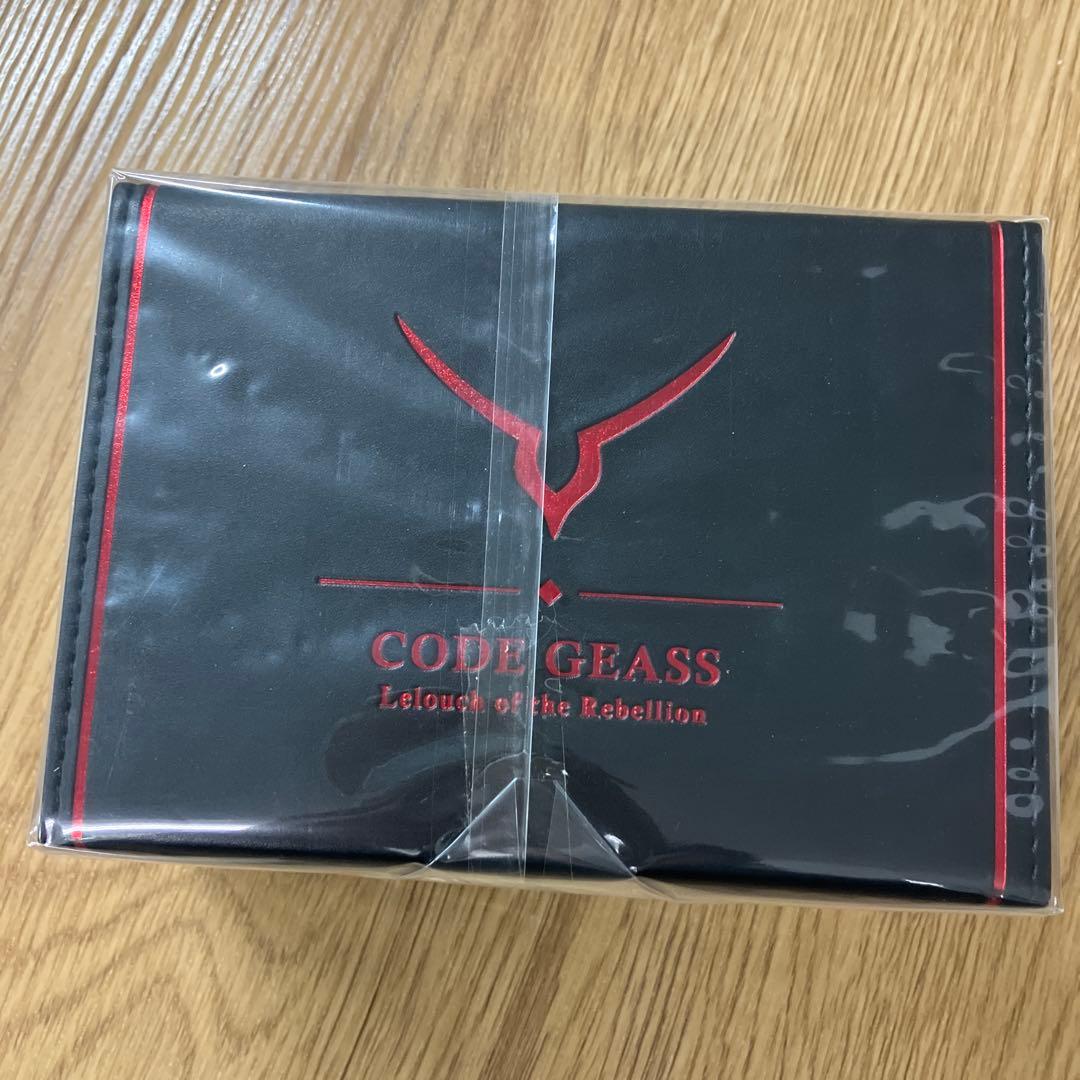 CODE GEASS
Lelouch of the Rebellion